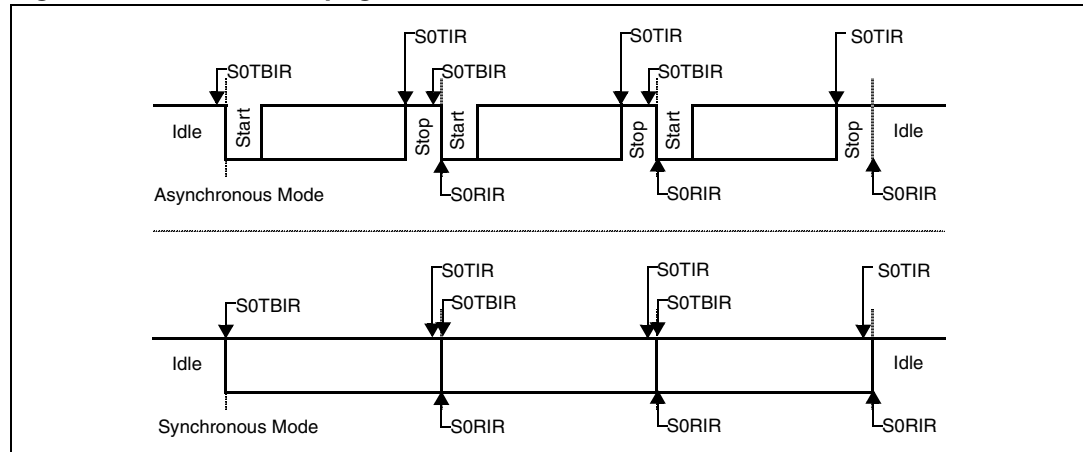 S0TIR S0TIR S0TIR
S0TBIR S0TBIR S0TBIR
Idle Start Stop Start Stop Start Stop Idle
Asynchronous Mode S0RIR S0RIR S0RIR
S0TIR S0TIR S0TIR
S0TBIR S0TBIR S0TBIR
Idle Idle
Synchronous Mode S0RIR S0RIR S0RIR